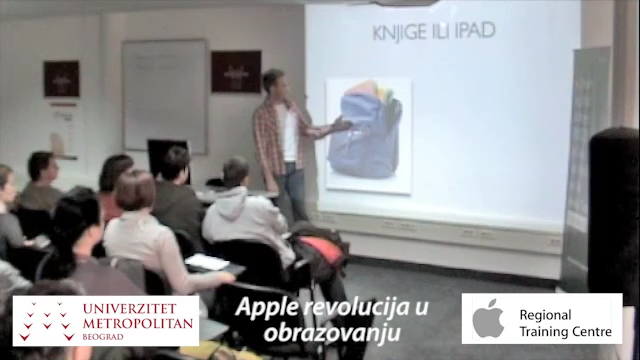 KNJIGE ILI IPAD
UNIVERZITET
METROPOLITAN
BEOGRAD
Apple revolucija u
obrazovanju
Regional
Training Centre